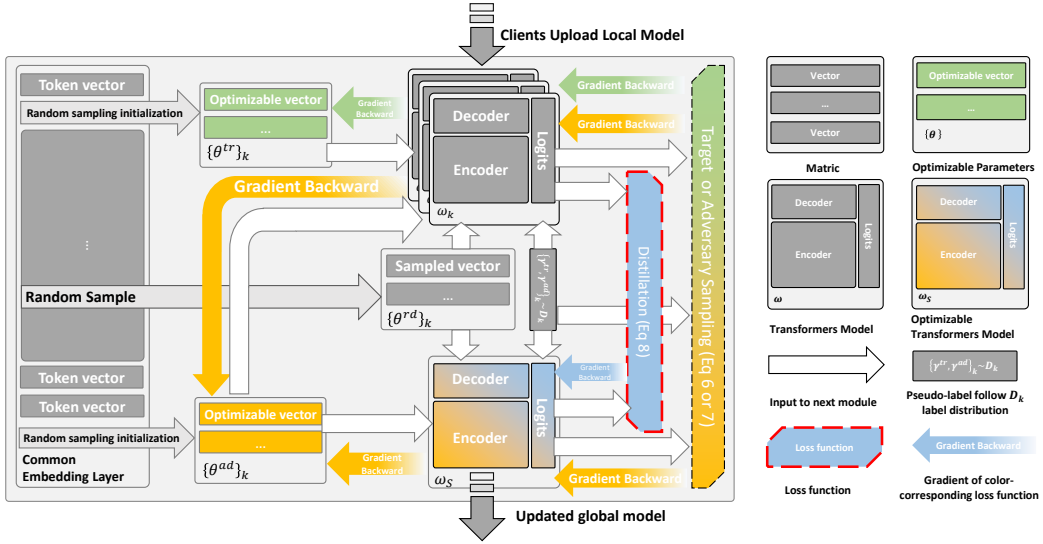 Clients Upload Local Model
Token vector
Random sampling initialization
...
Random Sample
Token vector
Token vector
Random sampling initialization
Common
Embedding Layer
Optimizable vector
...
{θ^{tr}}_k
Gradient
Backward
Gradient Backward
Gradient Backward
Decoder
Encoder
Logits
ω_k
Gradient Backward
Sampled vector
...
{θ^{rd}}_k
{γ^{tr}, γ^{ad}}_k ~ D_k
Distillation (Eq 8)
Target or Adversary Sampling (Eq 6 or 7)
Gradient
Backward
Optimizable vector
...
{θ^{ad}}_k
Gradient
Backward
Decoder
Encoder
Logits
ω_S
Gradient Backward
Updated global model
Vector
...
Vector
Matric
Optimizable vector
...
{θ}
Optimizable Parameters
Decoder
Encoder
Logits
ω
Transformers Model
Decoder
Encoder
Logits
ω_S
Optimizable
Transformers Model
Input to next module
{γ^{tr}, γ^{ad}}_k~D_k
Pseudo-label follow D_k
label distribution
Loss function
Loss function
Gradient Backward
Gradient of color-
corresponding loss function